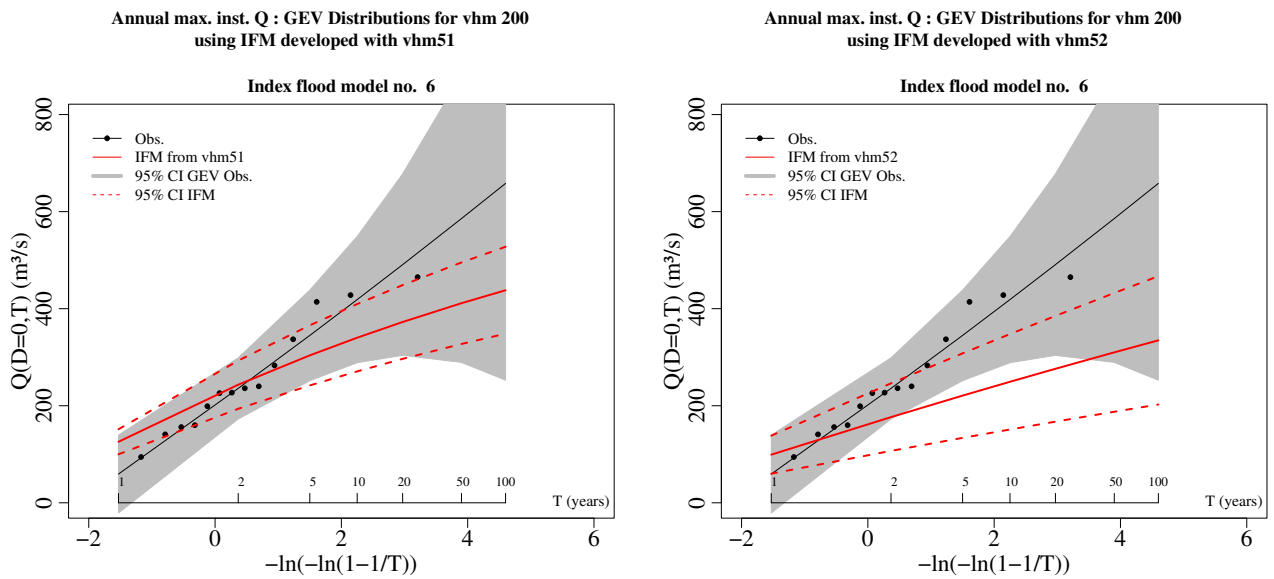 Annual max. inst. Q : GEV Distributions for vhm 200
using IFM developed with vhm51
Index flood model no. 6
Obs.
IFM from vhm51
95% CI GEV Obs.
95% CI IFM
Q(D=0,T) (m³/s)
0
200
400
600
800
1
2
5
10
20
50
100
T (years)
−2
0
2
4
6
−ln(−ln(1−1/T))
Annual max. inst. Q : GEV Distributions for vhm 200
using IFM developed with vhm52
Index flood model no. 6
Obs.
IFM from vhm52
95% CI GEV Obs.
95% CI IFM
Q(D=0,T) (m³/s)
0
200
400
600
800
1
2
5
10
20
50
100
T (years)
−2
0
2
4
6
−ln(−ln(1−1/T))